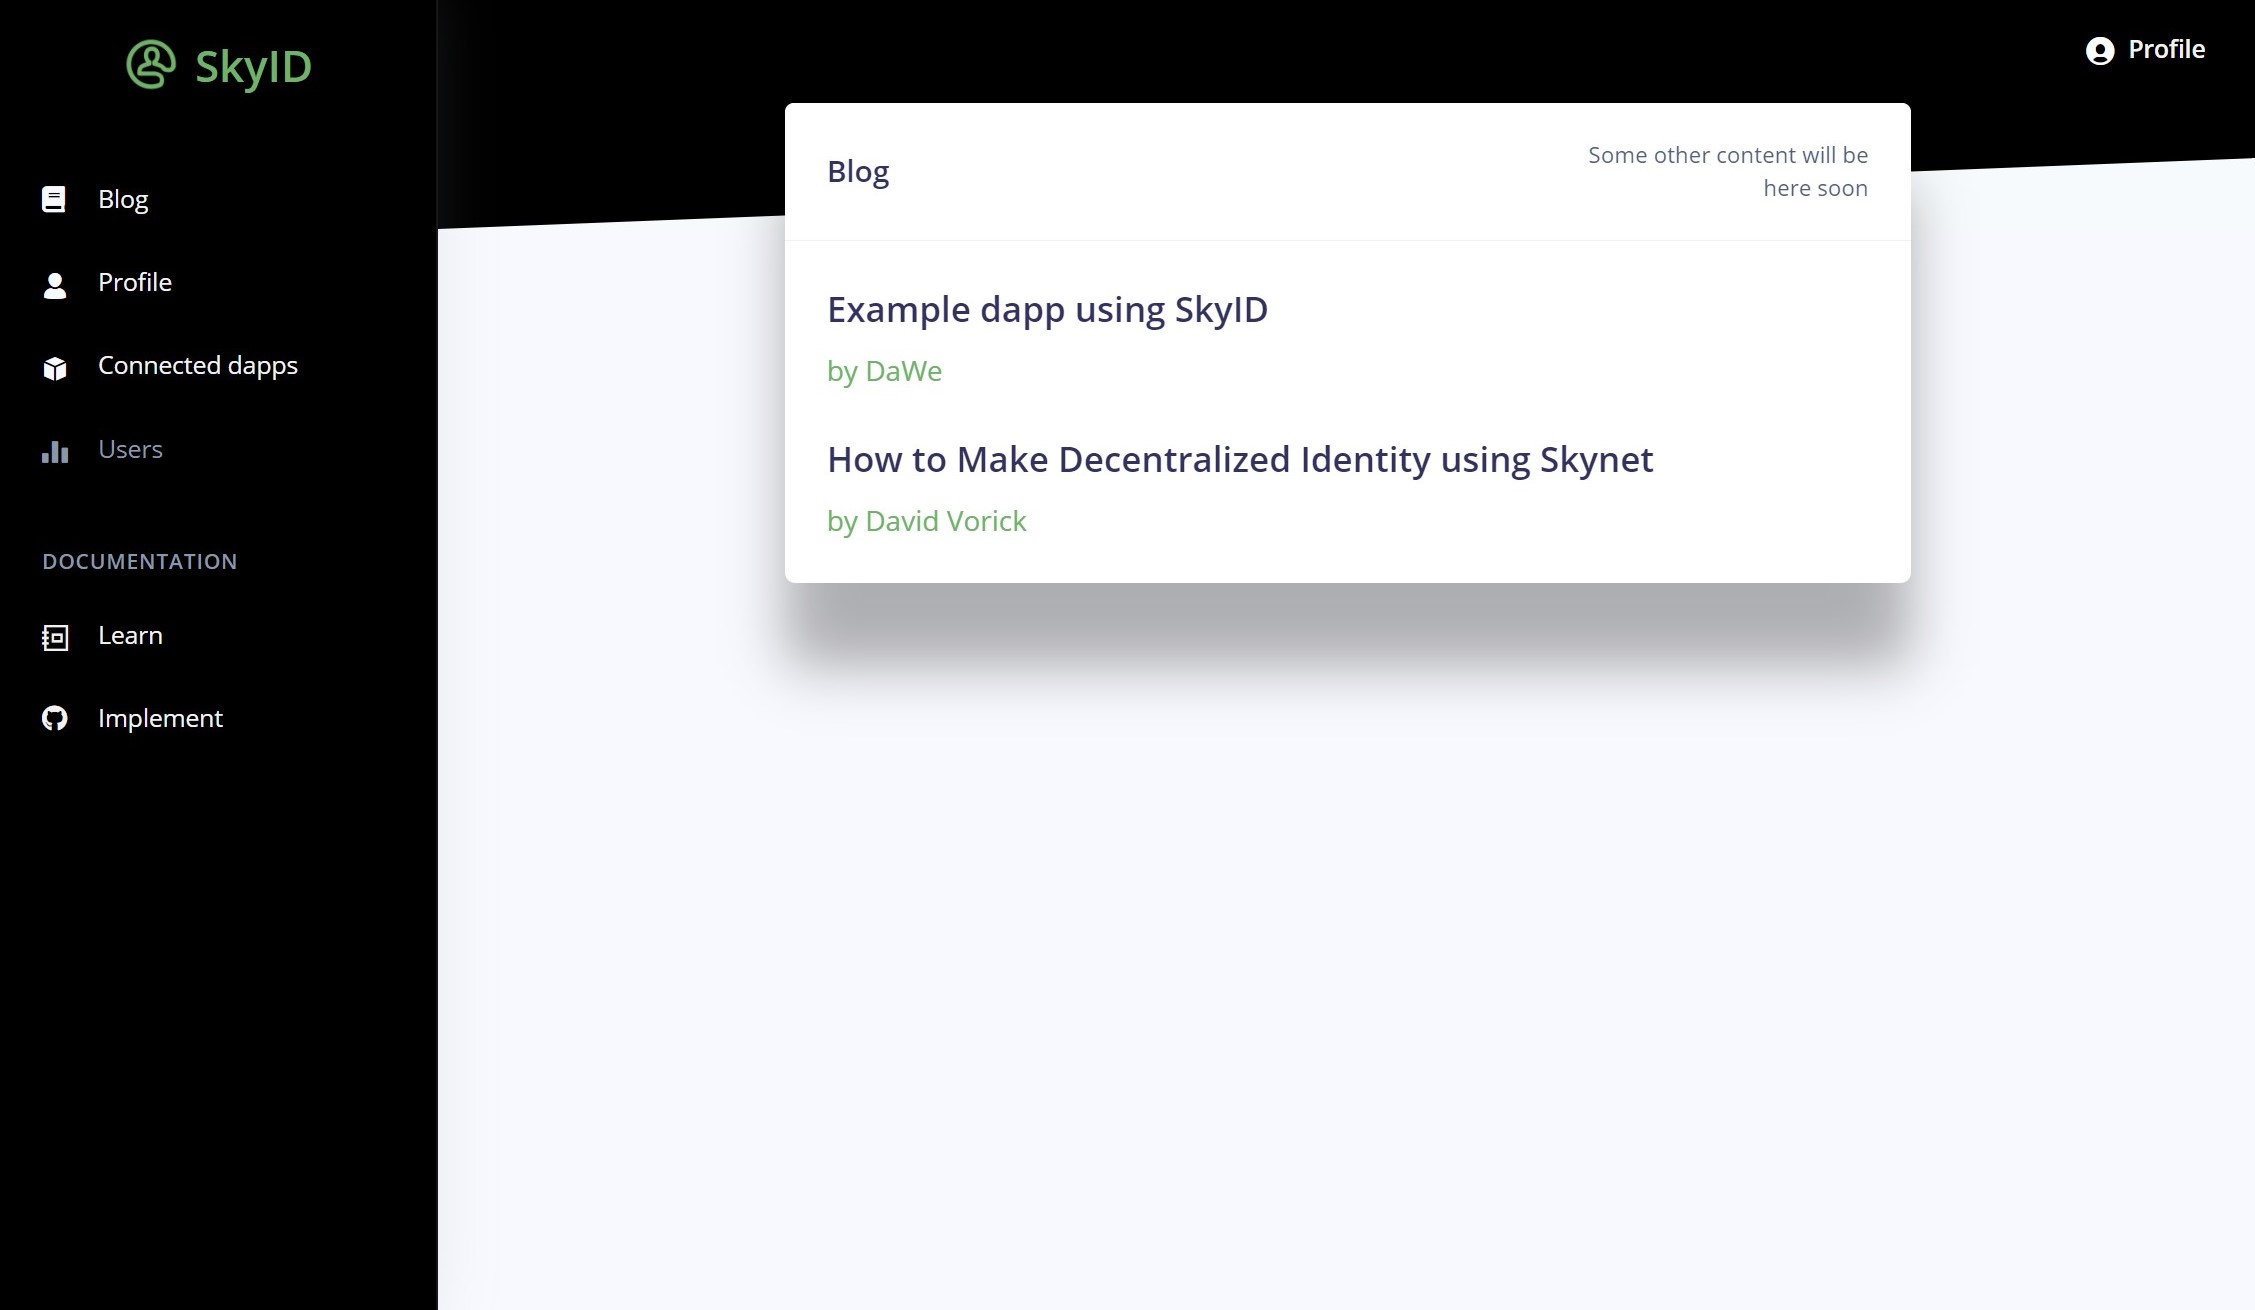 SkyID
Blog
Profile
Connected dapps
Users
DOCUMENTATION
Learn
Implement
Profile
Blog
Some other content will be
here soon
Example dapp using SkyID
by DaWe
How to Make Decentralized Identity using Skynet
by David Vorick